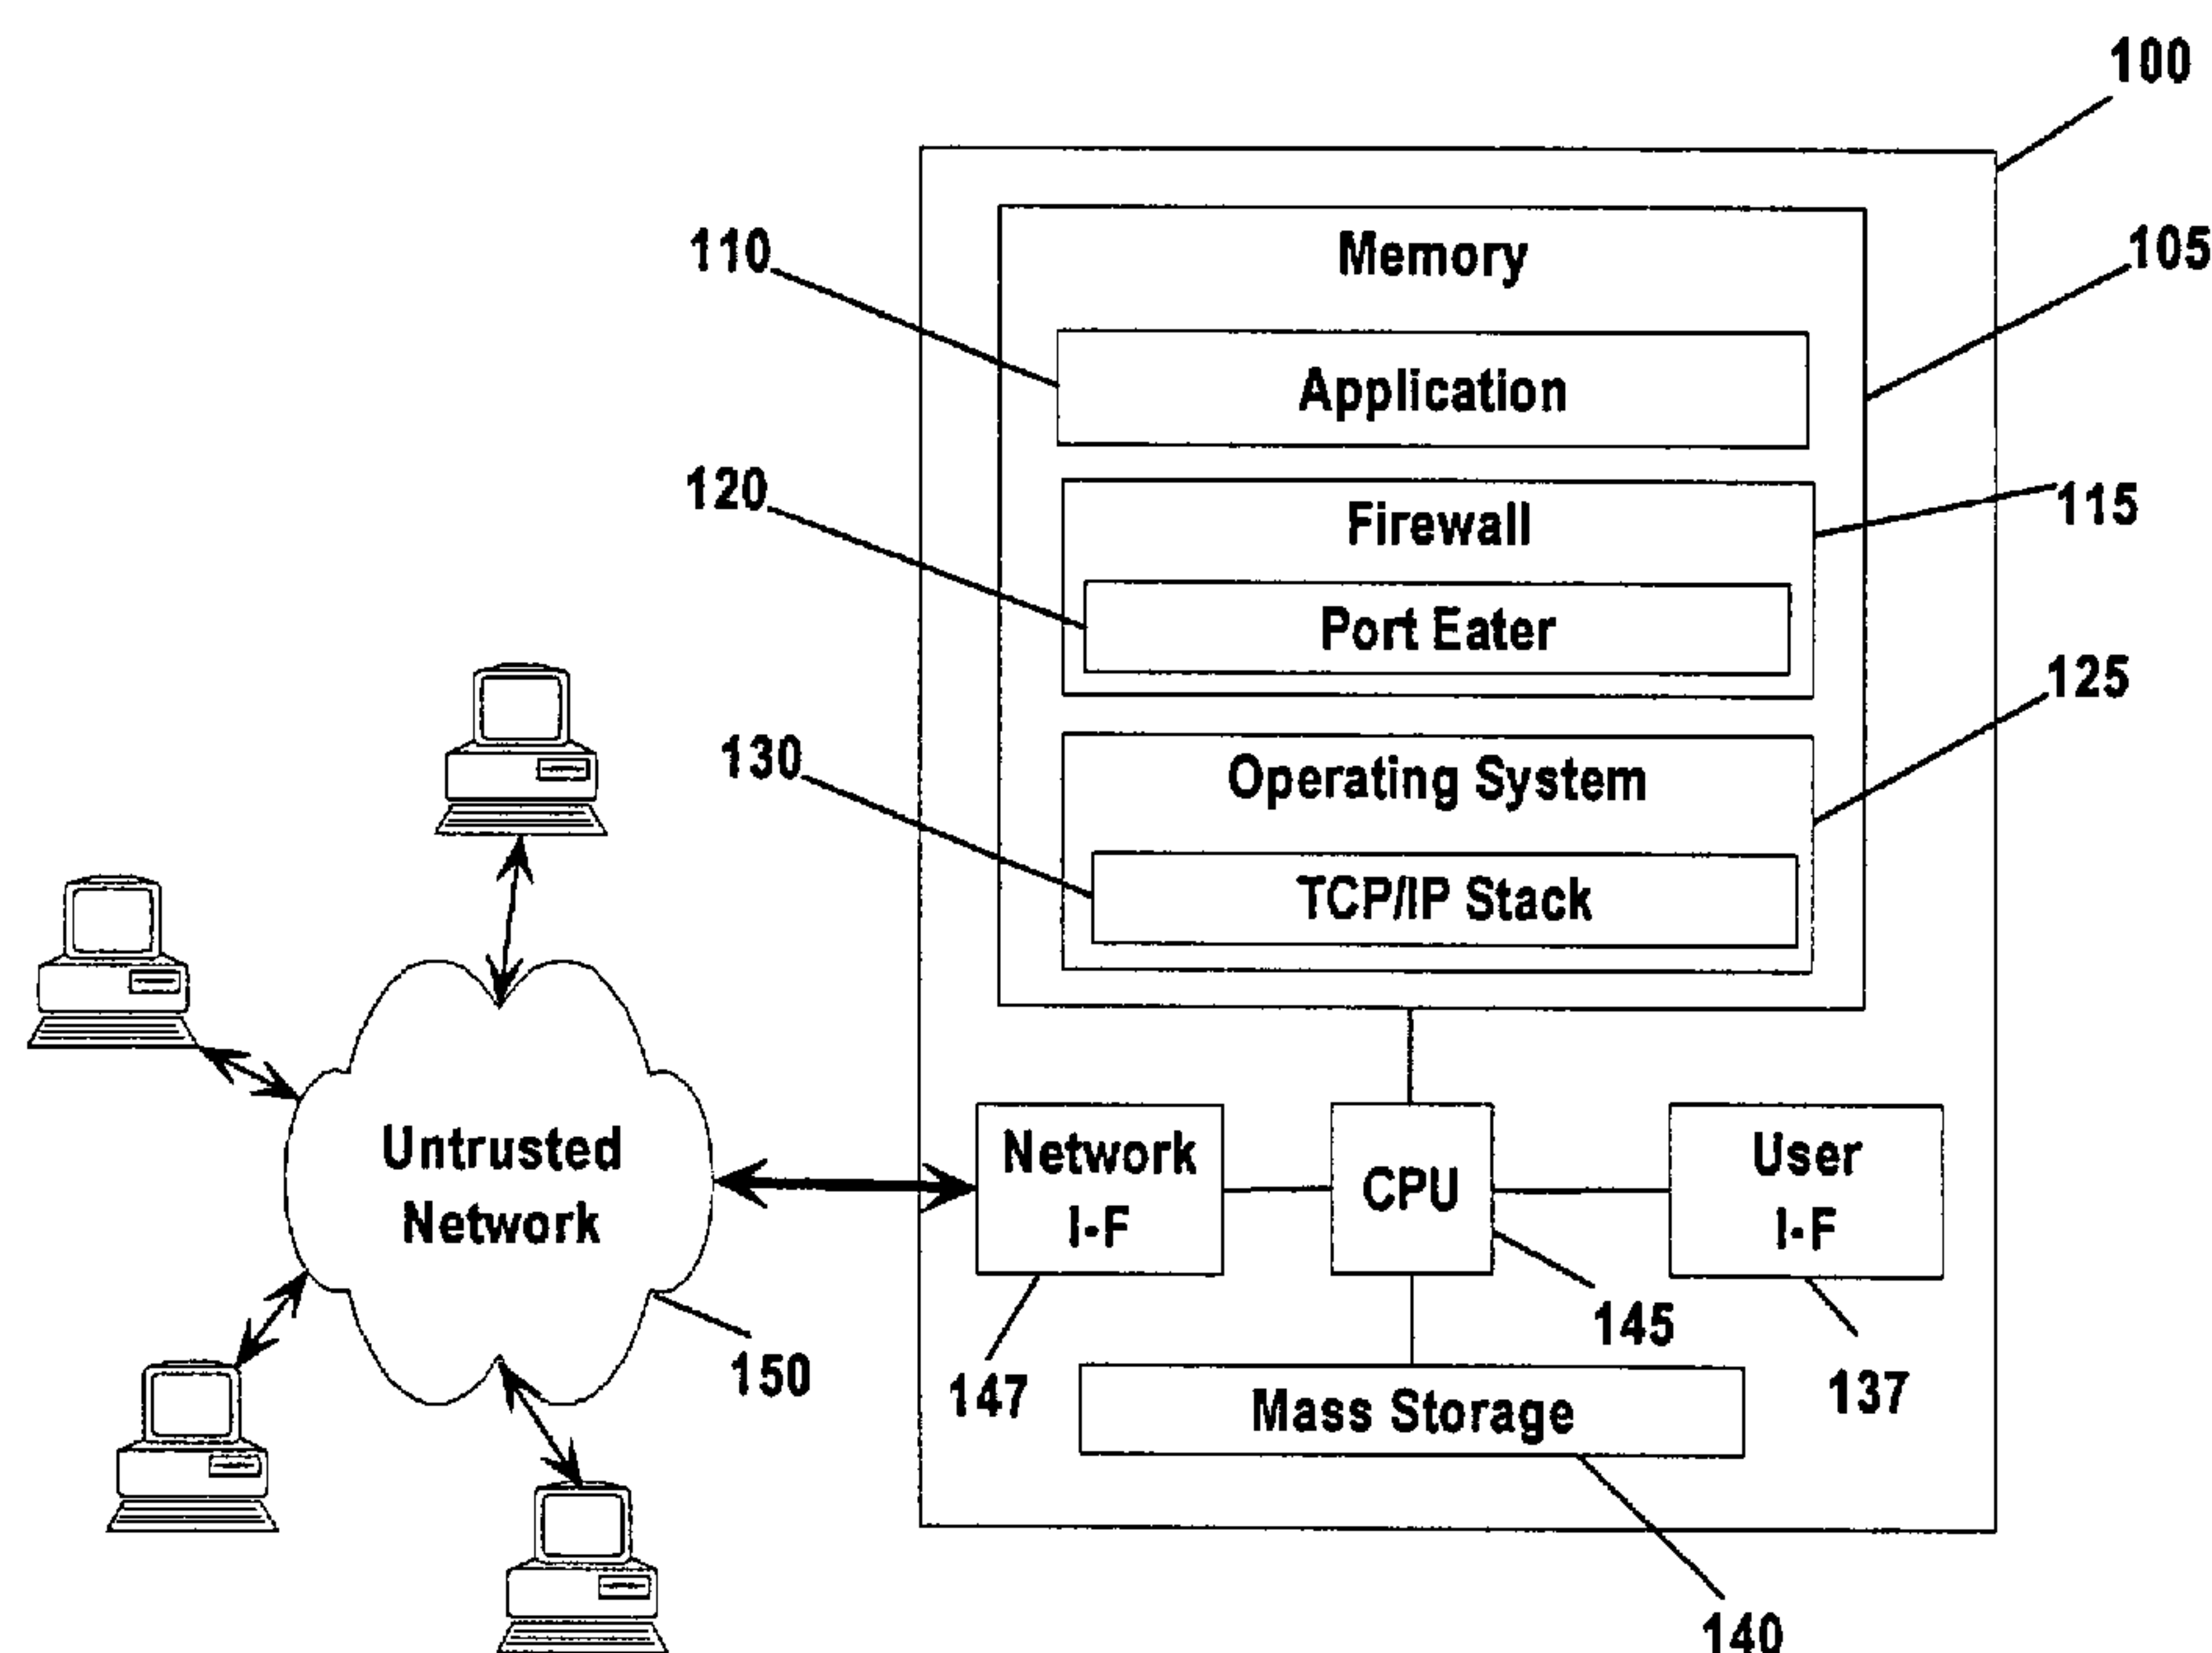 100
105
110
Memory
Application
120
Firewall
115
Port Eater
125
130
Operating System
TCP/IP Stack
Untrusted
Network
Network
I-F
CPU
User
I-F
145
150
147
137
Mass Storage
140